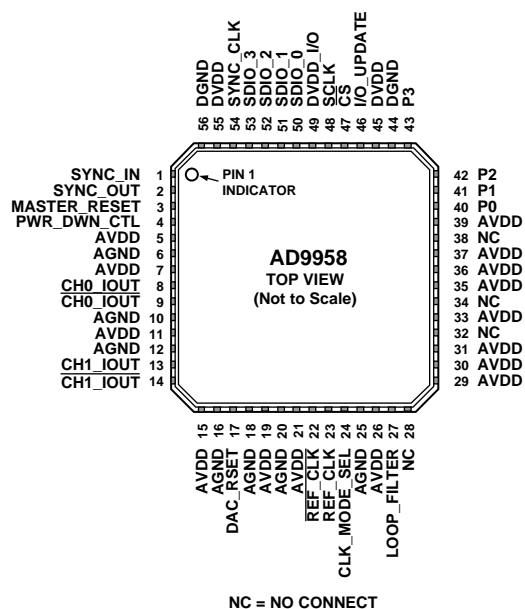 56 DGND
55 DVDD
54 SYNC_CLK
53 SDIO_3
52 SDIO_2
51 SDIO_1
50 SDIO_0
49 DVDD_I/O
48 SCLK
47 CS
46 I/O_UPDATE
45 DVDD
44 DGND
43 P3
SYNC_IN 1
SYNC_OUT 2
MASTER_RESET 3
PWR_DWN_CTL 4
AVDD 5
AGND 6
AVDD 7
CH0_IOUT 8
CH0_IOUT 9
AGND 10
AVDD 11
AGND 12
CH1_IOUT 13
CH1_IOUT 14
PIN 1
INDICATOR
AD9958
TOP VIEW
(Not to Scale)
42 P2
41 P1
40 P0
39 AVDD
38 NC
37 AVDD
36 AVDD
35 AVDD
34 NC
33 AVDD
32 NC
31 AVDD
30 AVDD
29 AVDD
AVDD 15
AGND 16
DAC_RSET 17
AGND 18
AVDD 19
AGND 20
AVDD 21
REF_CLK 22
REF_CLK 23
CLK_MODE_SEL 24
AGND 25
AVDD 26
LOOP_FILTER 27
NC 28
NC = NO CONNECT